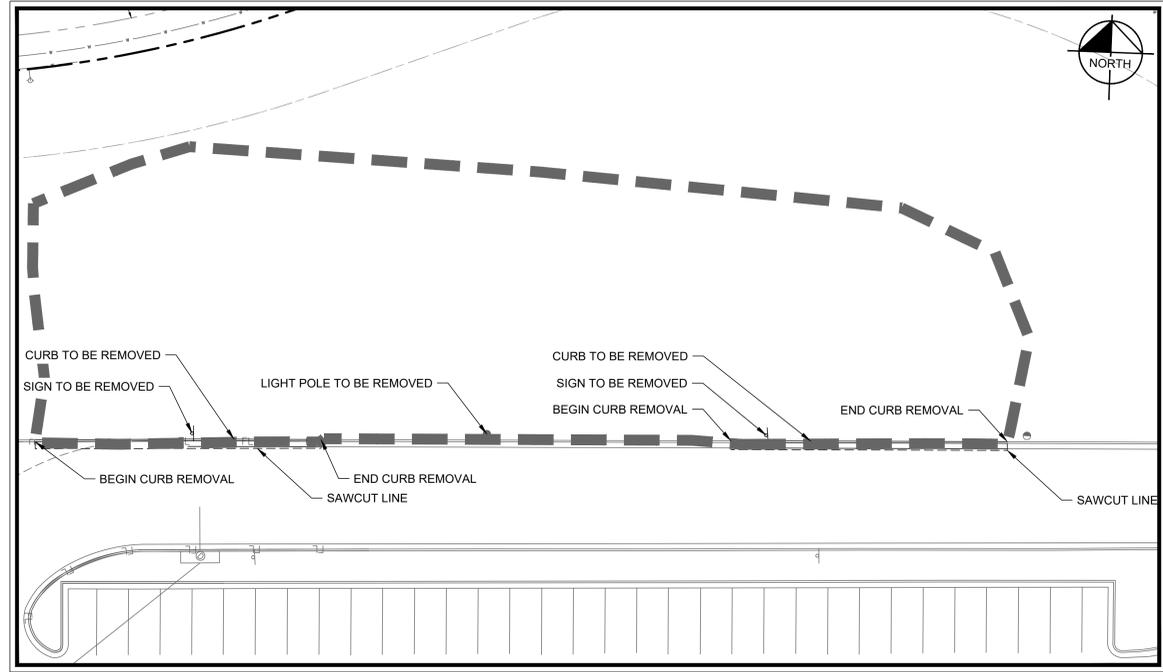 NORTH
CURB TO BE REMOVED
SIGN TO BE REMOVED
LIGHT POLE TO BE REMOVED
CURB TO BE REMOVED
SIGN TO BE REMOVED
BEGIN CURB REMOVAL
END CURB REMOVAL
BEGIN CURB REMOVAL
END CURB REMOVAL
SAWCUT LINE
SAWCUT LINE